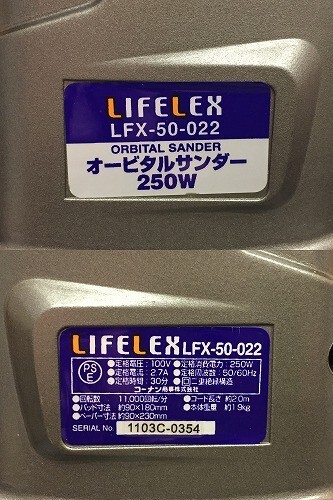 LIFELEX
LFX-50-022
ORBITAL SANDER
オービタルサンダー
250W
LIFELEX LFX-50-022
PS
E
●定格電圧:100V ●定格消費電力:250W
●定格電流:2.7A ●定格周波数:50/60Hz
●定格時間:30分 ●回二重絶縁構造
コーナン商事株式会社
●回転数 11,000回転/分 ●コード長さ 約2.0m
●パッド寸法 約90×180mm ●本体重量 約1.9kg
●ペーパー寸法 約90×230mm
SERIAL No 1103C-0354